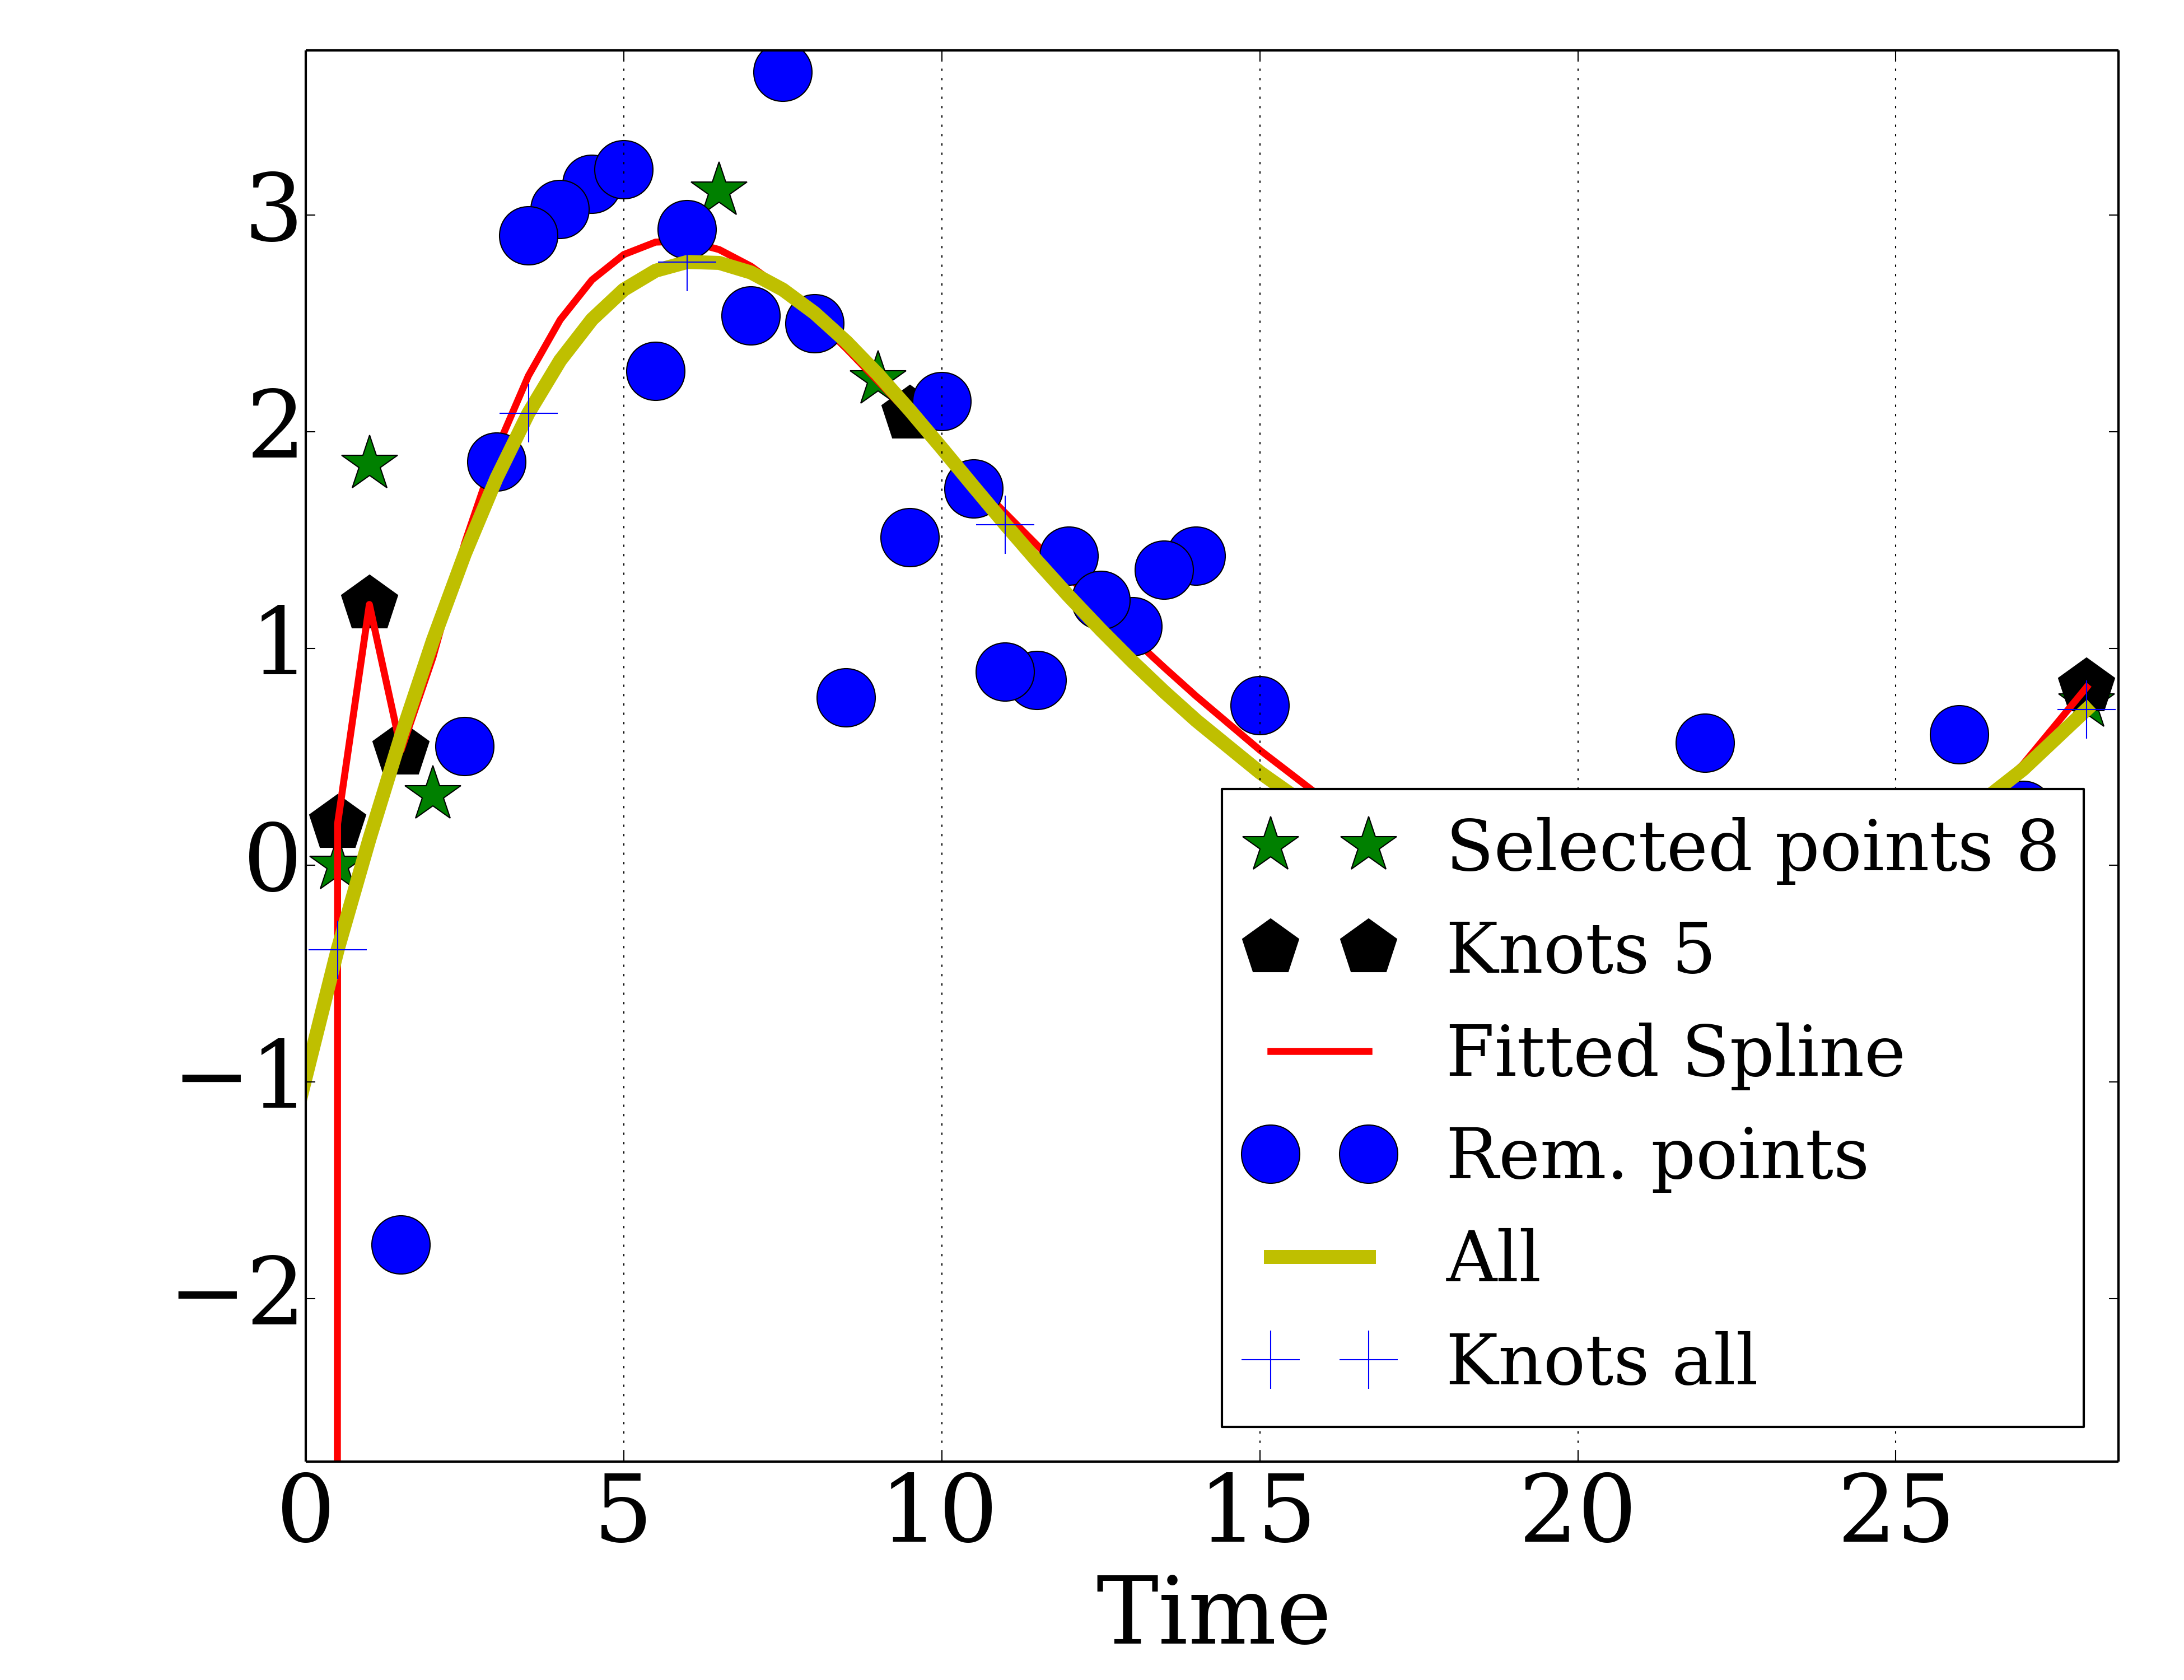 3
2
1
0
−1
−2
Selected points 8
Knots 5
Fitted Spline
Rem. points
All
Knots all
0 5 10 15 20 25
Time